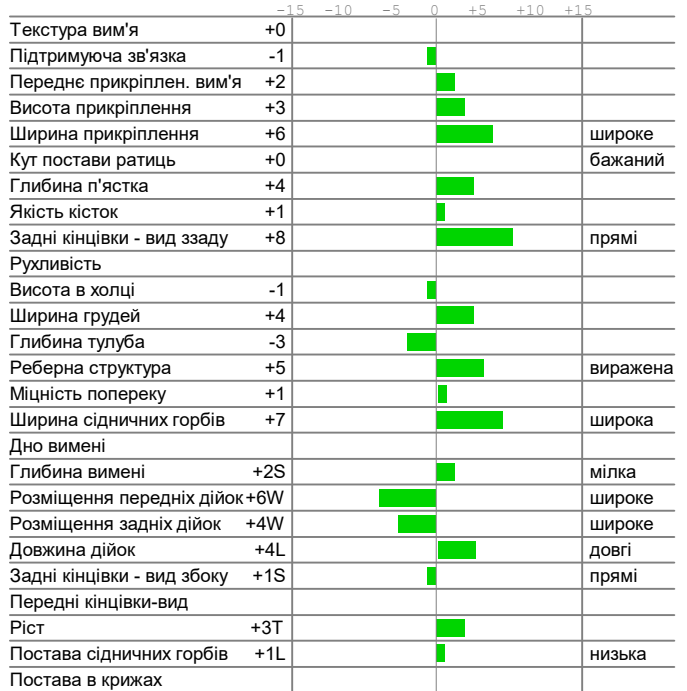 -15 -10 -5 0 +5 +10 +15
Текстура вим'я +0
Підтримуюча зв'язка -1
Переднє прикріплен. вим'я +2
Висота прикріплення +3
Ширина прикріплення +6 широке
Кут постави ратиць +0 бажаний
Глибина п'ястка +4
Якість кісток +1
Задні кінцівки - вид ззаду +8 прямі
Рухливість
Висота в холці -1
Ширина грудей +4
Глибина тулуба -3
Реберна структура +5 виражена
Міцність попереку +1
Ширина сідничних горбів +7 широка
Дно вимені
Глибина вимені +2S мілка
Розміщення передніх дійок +6W широке
Розміщення задніх дійок +4W широке
Довжина дійок +4L довгі
Задні кінцівки - вид збоку +1S прямі
Передні кінцівки-вид
Ріст +3T
Постава сідничних горбів +1L низька
Постава в крижах